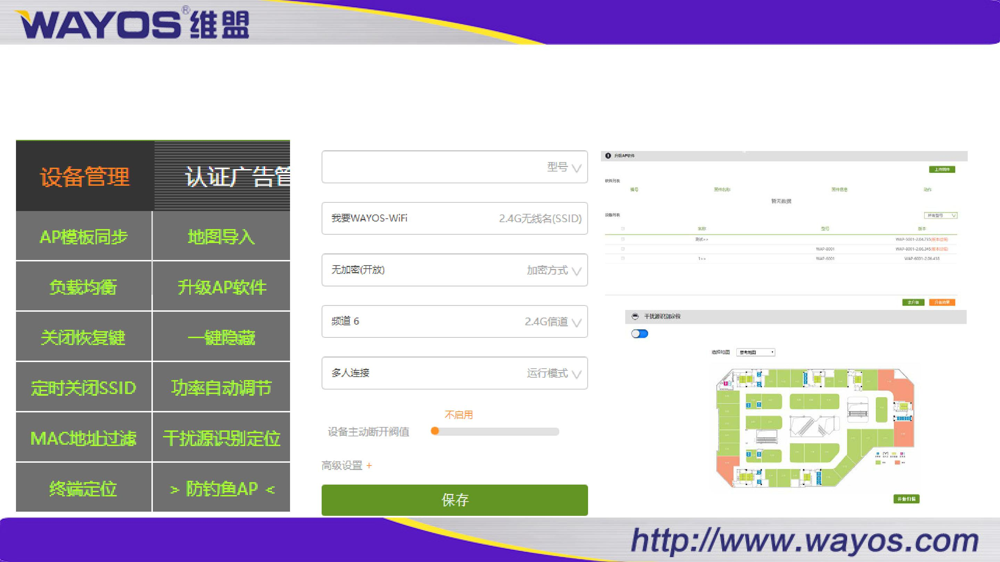 WAYOS®维盟
设备管理 认证广告管
AP模板同步 地图导入
负载均衡 升级AP软件
关闭恢复键 一键隐藏
定时关闭SSID 功率自动调节
MAC地址过滤 干扰源识别定位
终端定位 > 防钓鱼AP <
型号
我要WAYOS-WiFi 2.4G无线名(SSID)
无加密(开放) 加密方式
频道 6 2.4G信道
多人连接 运行模式
不启用
设备主动断开阀值
高级设置 +
保存
升级AP软件
上传固件
软件列表
编号 固件名称 固件信息 动作
暂无数据
设备列表 所有型号
名称 型号 版本
测试>> WAP-5001-2.04.735(版本过低)
WAP-8001 WAP-8001-2.06.345(版本过低)
1>> WAP-6001 WAP-6001-2.06.418
去升级 升级结果
干扰源识别定位
选择地图 参考地图
开始扫描
http://www.wayos.com